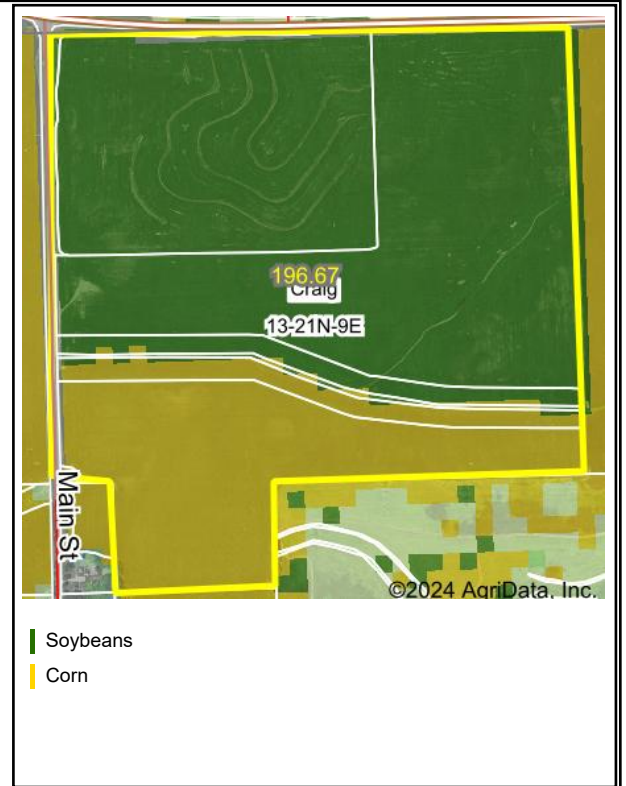 196.67
Craig
13-21N-9E
Main St
©2024 AgriData, Inc.
Soybeans
Corn